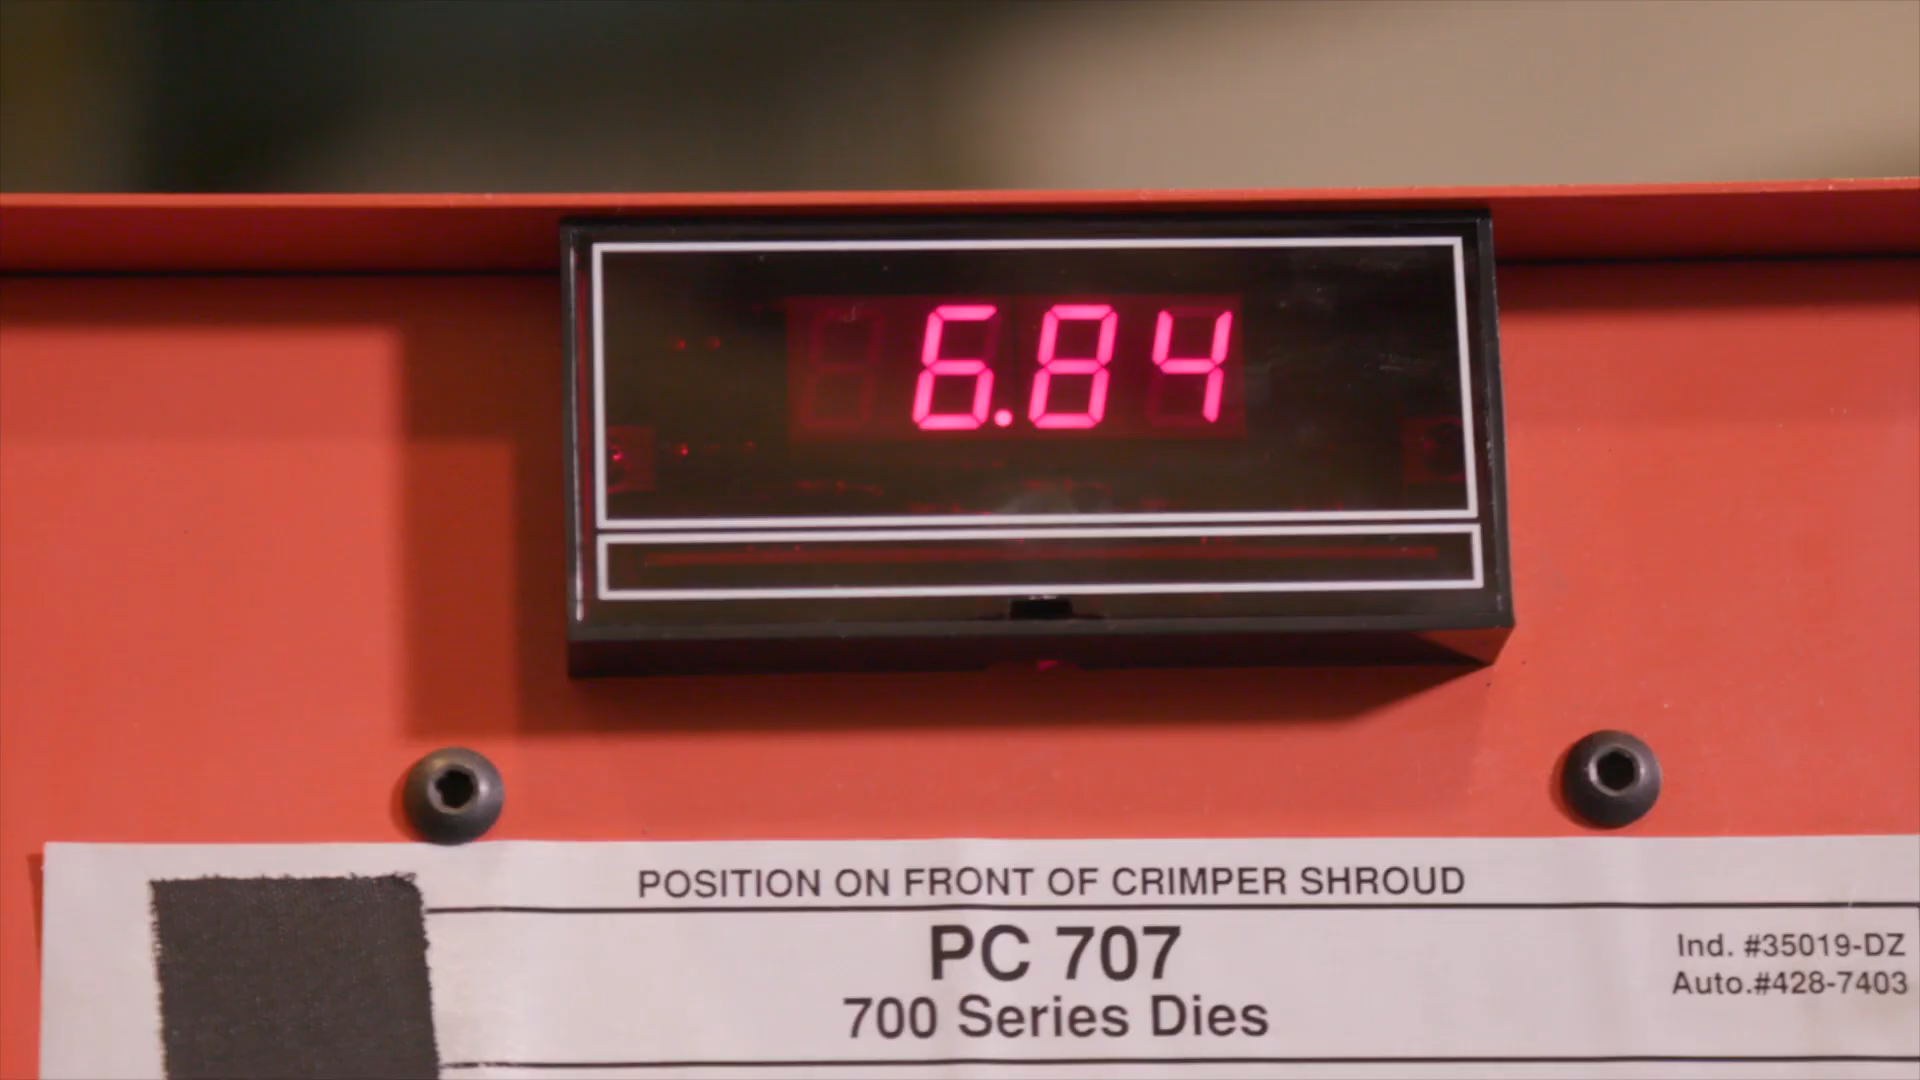 6.84
POSITION ON FRONT OF CRIMPER SHROUD
PC 707
700 Series Dies
Ind. #35019-DZ
Auto.#428-7403